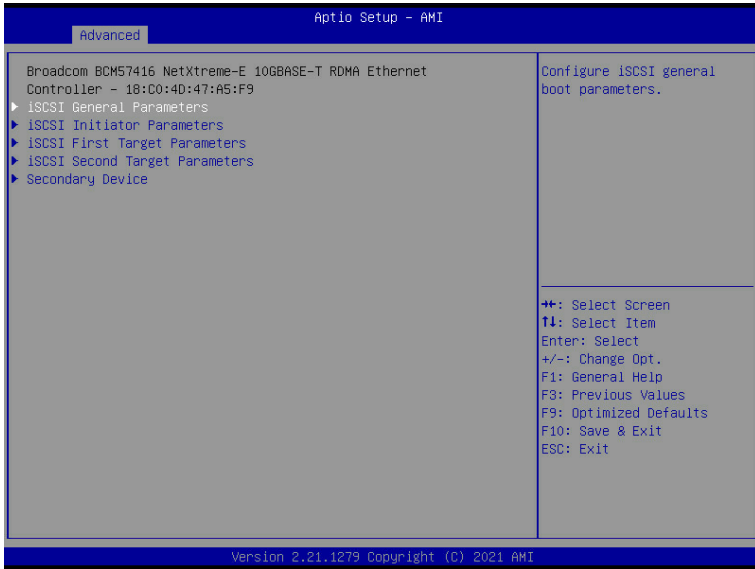 Aptio Setup – AMI
Advanced
Broadcom BCM57416 NetXtreme-E 10GBASE-T RDMA Ethernet
Controller – 18:C0:4D:47:A5:F9
▶ iSCSI General Parameters
▶ iSCSI Initiator Parameters
▶ iSCSI First Target Parameters
▶ iSCSI Second Target Parameters
▶ Secondary Device
Configure iSCSI general
boot parameters.
→←: Select Screen
↑↓: Select Item
Enter: Select
+/-: Change Opt.
F1: General Help
F3: Previous Values
F9: Optimized Defaults
F10: Save & Exit
ESC: Exit
Version 2.21.1279 Copyright (C) 2021 AMI